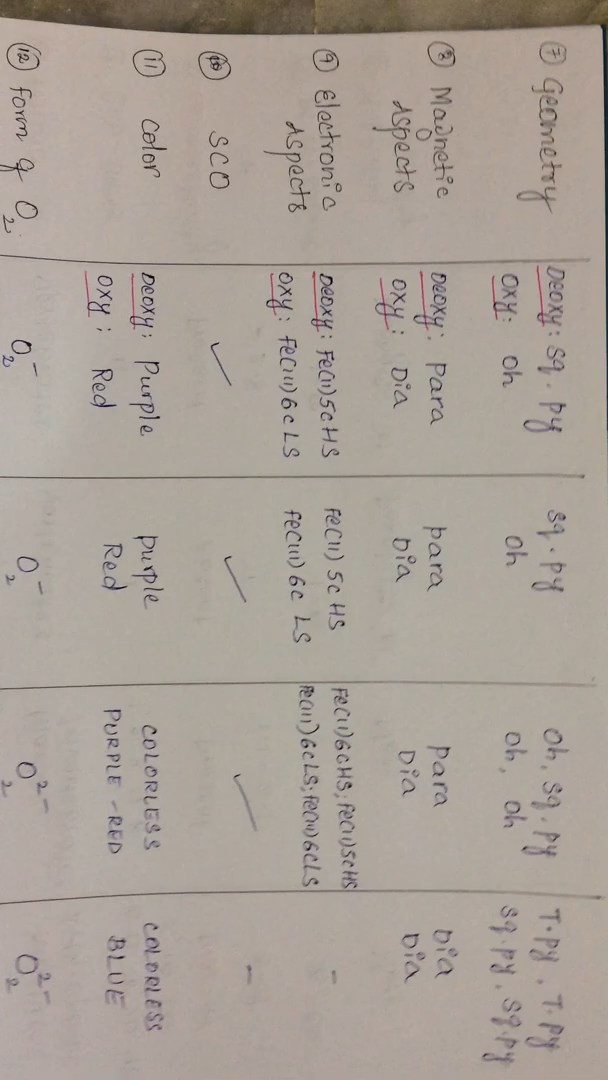 ⑦ Geometry Deoxy: sq. py sq. py Oh, sq. py T.py, T.py
Oxy: Oh Oh Oh, Oh sq.py, sq.py
⑧ Magnetic Deoxy: Para para para Dia
Aspects Oxy: Dia Dia Dia Dia
⑨ Electronic Deoxy: Fe(II) 5c HS Fe(II) 5c HS Fe(II) 6c HS; Fe(II) 5c HS -
Aspects Oxy: Fe(III) 6c LS Fe(III) 6c LS Fe(III) 6c LS; Fe(III) 6c LS
⑩ SCO ✓ ✓ ✓ -
⑪ Color Deoxy: Purple purple COLORLESS COLORLESS
Oxy: Red Red PURPLE-RED BLUE
⑫ Form of O₂ O₂⁻ O₂⁻ O₂²⁻ O₂²⁻